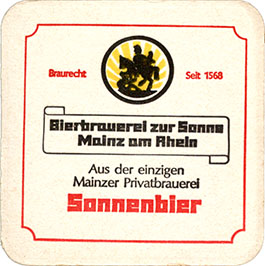 Braurecht Seit 1568
Bierbrauerei zur Sonne
Mainz am Rhein
Aus der einzigen
Mainzer Privatbrauerei
Sonnenbier